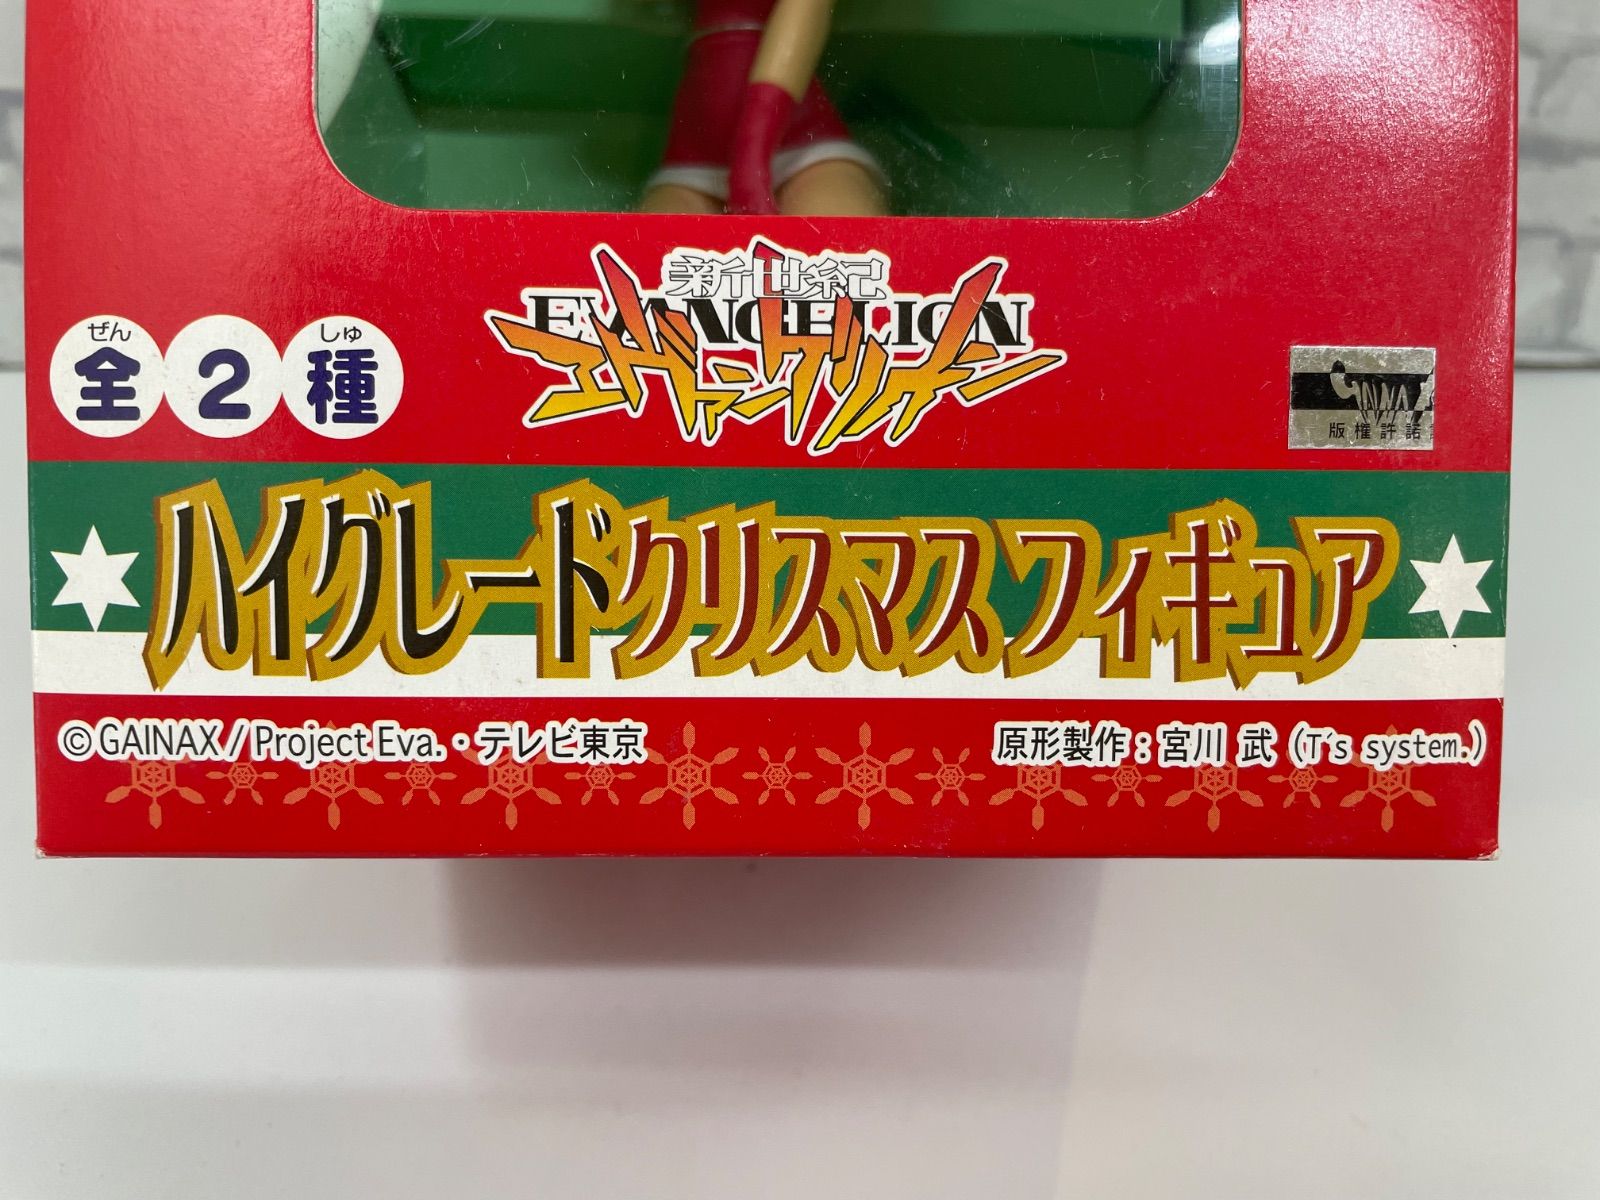 新世紀
EVANGELION
エヴァンゲリオン
ぜん しゅ
全2種
GAINAX
版権許諾
ハイグレードクリスマスフィギュア
©GAINAX/Project Eva.・テレビ東京
原形製作：宮川 武（T's system.）